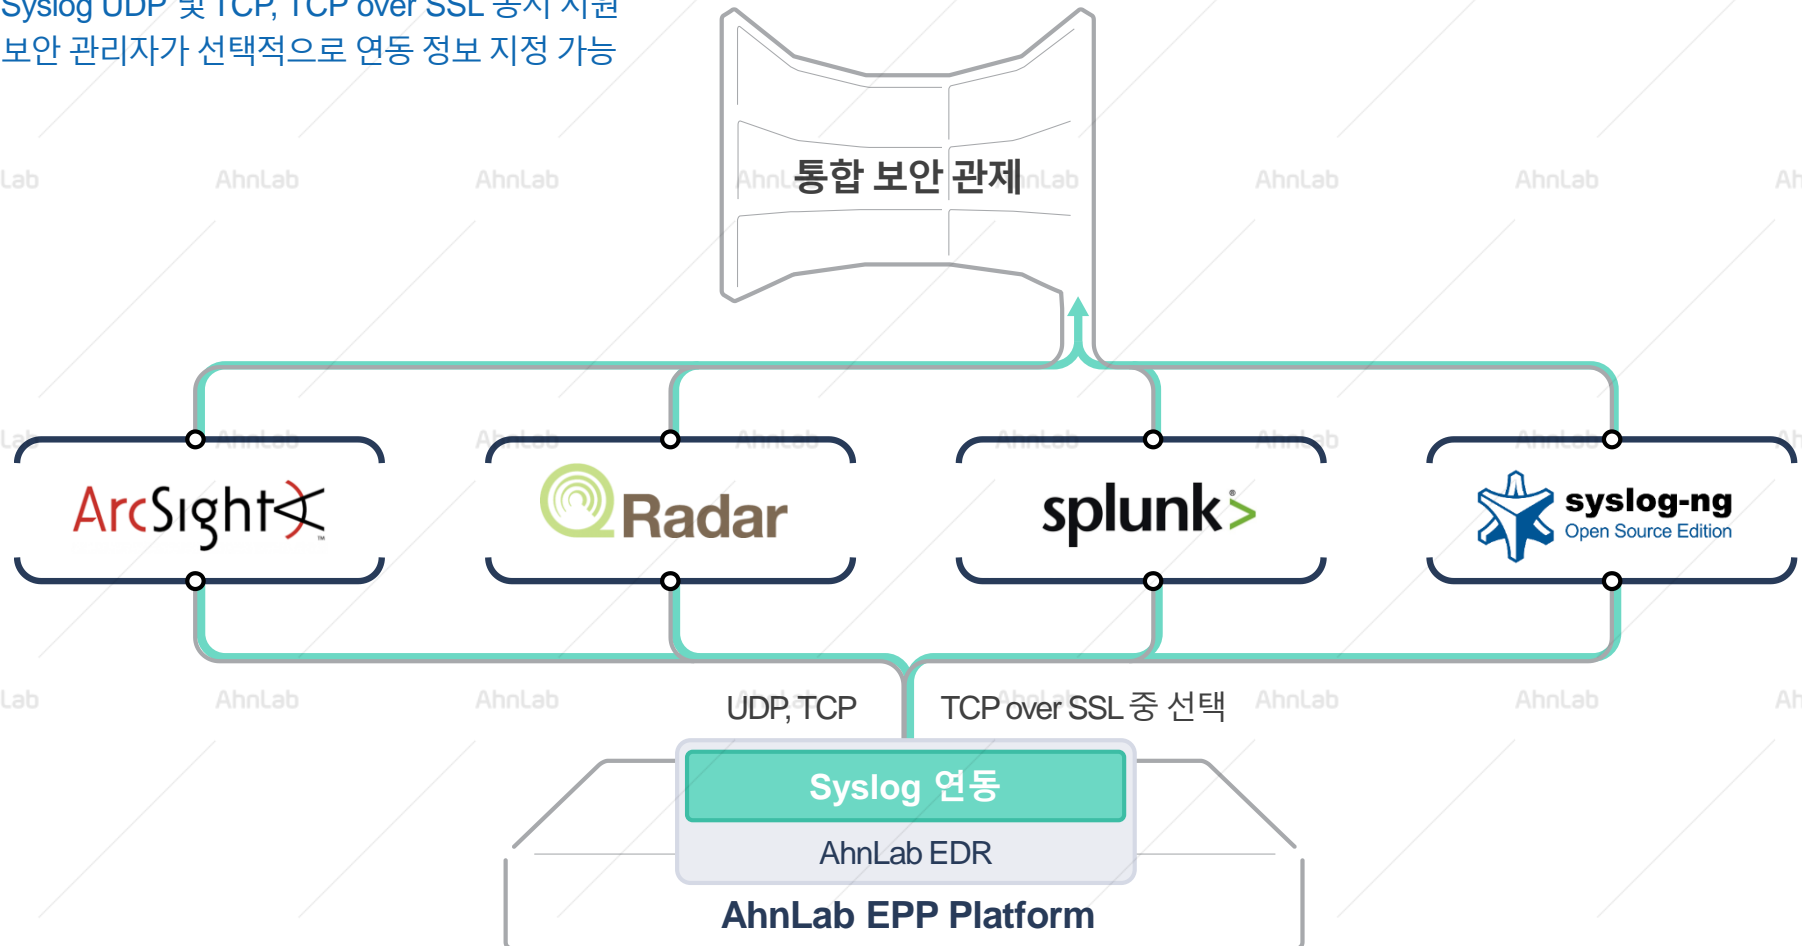 Syslog UDP 및 TCP, TCP over SSL 동시 지원
보안 관리자가 선택적으로 연동 정보 지정 가능
통합 보안 관제
ArcSight
QRadar
splunk>
syslog-ng
Open Source Edition
UDP, TCP
TCP over SSL 중 선택
Syslog 연동
AhnLab EDR
AhnLab EPP Platform